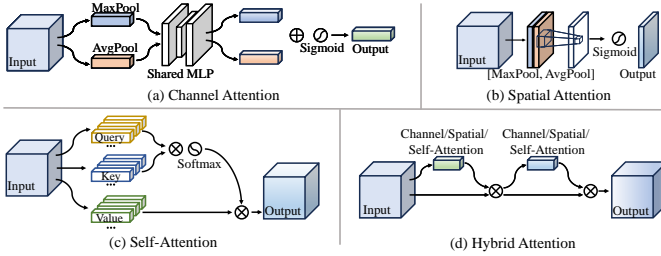 MaxPool
AvgPool
Input
Shared MLP
Sigmoid
Output
(a) Channel Attention
Input
[MaxPool, AvgPool]
Sigmoid
Output
(b) Spatial Attention
Query
...
Key
...
Value
...
Input
Softmax
Output
(c) Self-Attention
Channel/Spatial/
Self-Attention
Channel/Spatial/
Self-Attention
Input
Output
(d) Hybrid Attention